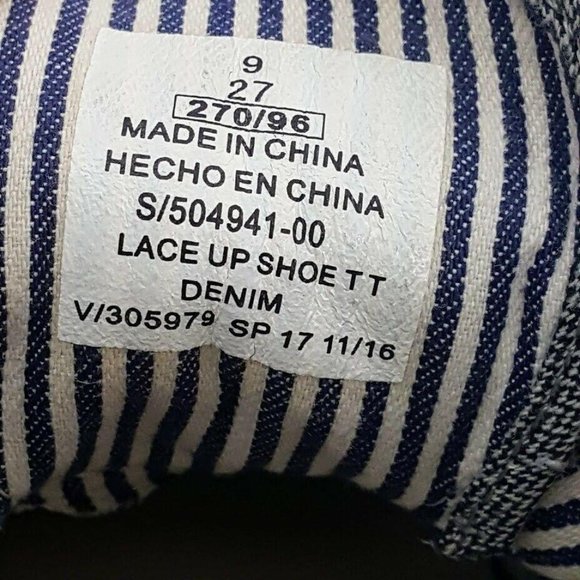 9
27
270/96
MADE IN CHINA
HECHO EN CHINA
S/504941-00
LACE UP SHOE TT
DENIM
V/305979 SP 17 11/16